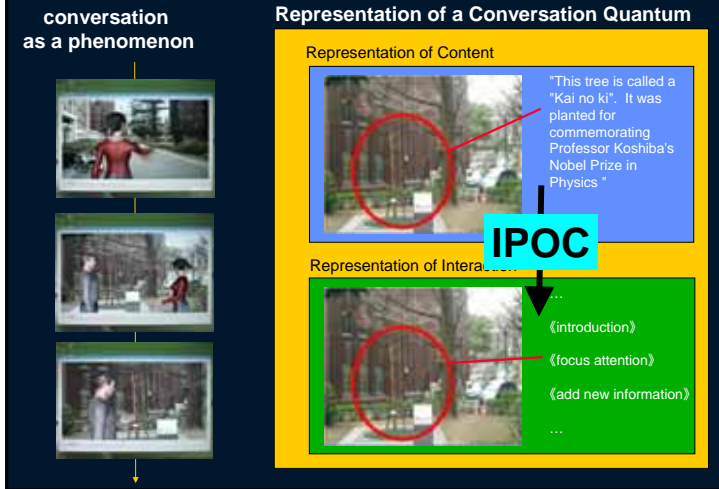 conversation
as a phenomenon
Representation of a Conversation Quantum
Representation of Content
"This tree is called a
"Kai no ki".  It was
planted for
commemorating
Professor Koshiba's
Nobel Prize in
Physics "
IPOC
Representation of Interaction
…
《introduction》
《focus attention》
《add new information》
…